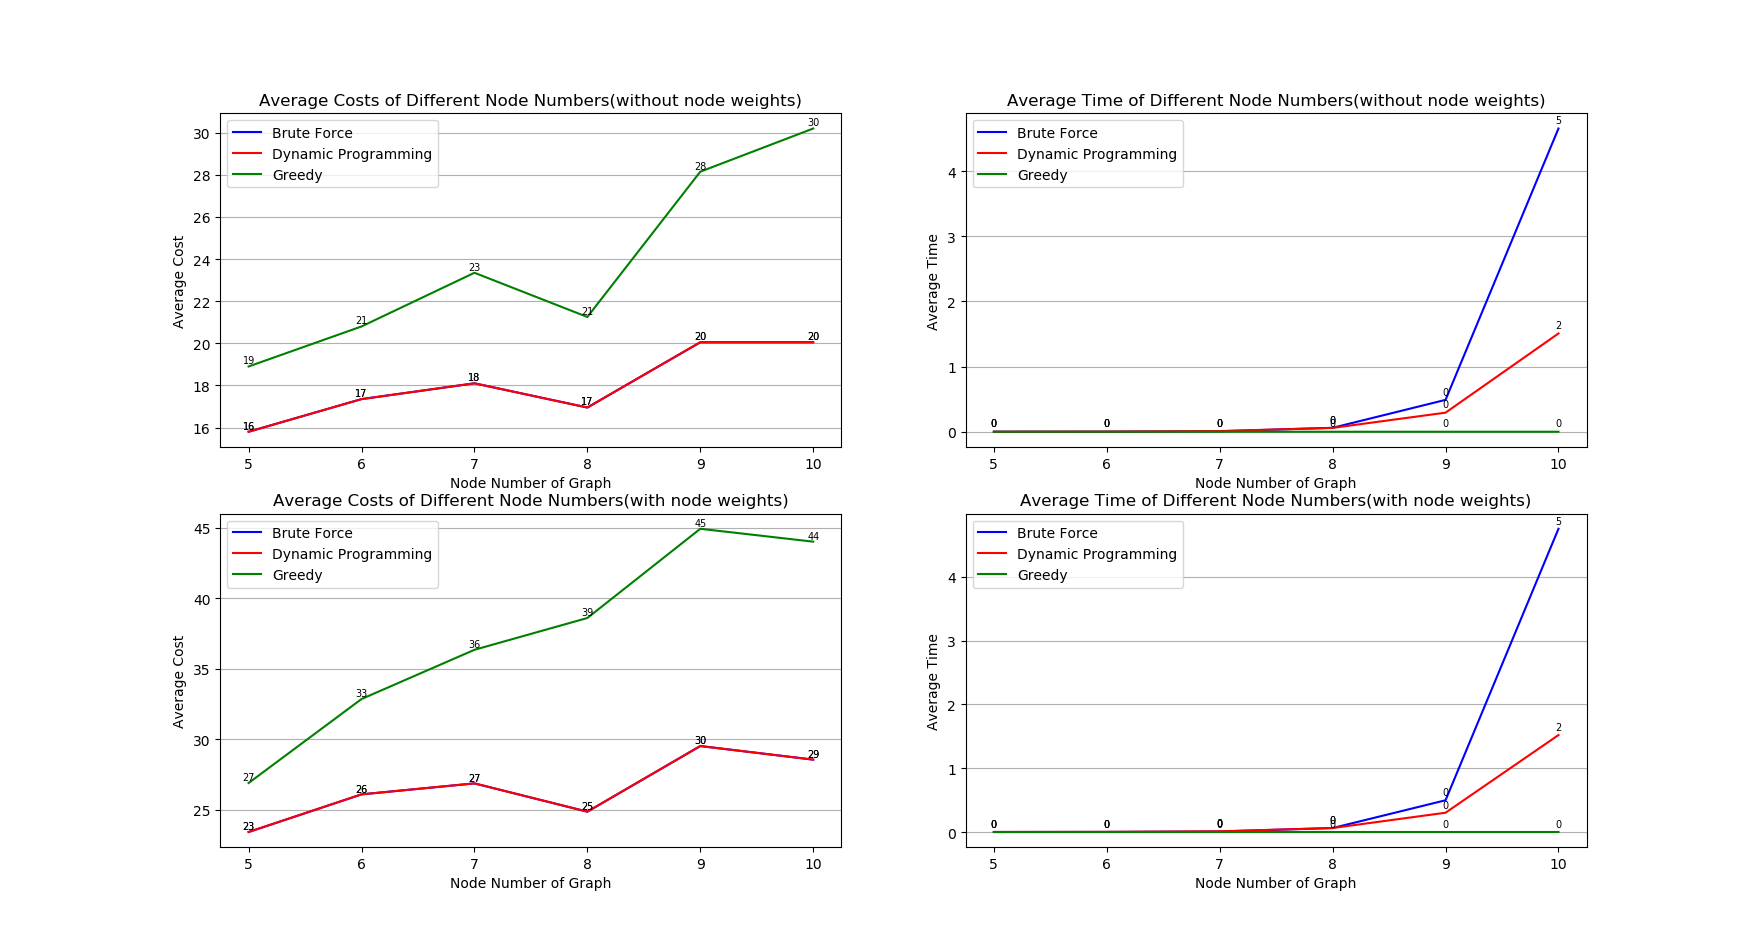 Average Costs of Different Node Numbers(without node weights)
Brute Force
Dynamic Programming
Greedy
Average Cost
30
28
26
24
22
20
18
16
19
21
23
21
28
30
16
17
18
17
20
20
5 6 7 8 9 10
Node Number of Graph
Average Time of Different Node Numbers(without node weights)
Brute Force
Dynamic Programming
Greedy
Average Time
4
3
2
1
0
5
2
0 0 0 0 0 0
0
0
0
5 6 7 8 9 10
Node Number of Graph
Average Costs of Different Node Numbers(with node weights)
Brute Force
Dynamic Programming
Greedy
Average Cost
45
40
35
30
25
27
33
36
39
45
44
23
26
27
25
30
29
5 6 7 8 9 10
Node Number of Graph
Average Time of Different Node Numbers(with node weights)
Brute Force
Dynamic Programming
Greedy
Average Time
4
3
2
1
0
5
2
0 0 0 0 0 0
0
0
0
5 6 7 8 9 10
Node Number of Graph